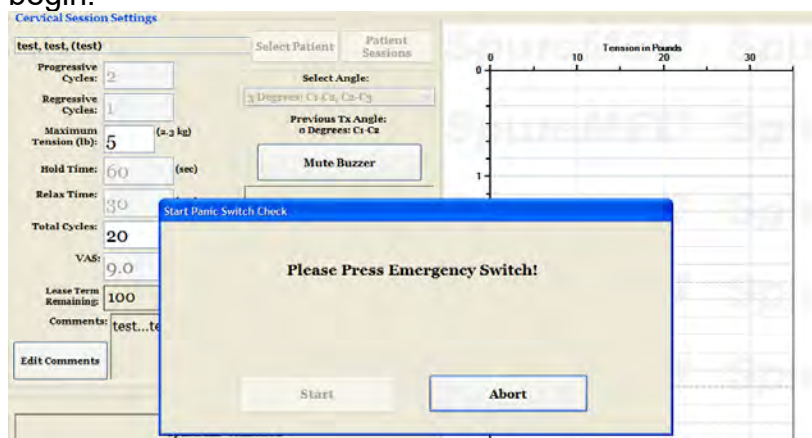 begin.
Cervical Session Settings
test, test, (test)
Select Patient
Patient
Sessions
Progressive
Cycles:
2
Regressive
Cycles:
1
Maximum
Tension (lb):
5
(2.3 kg)
Hold Time:
60
(sec)
Relax Time:
30
Total Cycles:
20
VAS:
9.0
Lease Term
Remaining:
100
Comments:
test...te
Edit Comments
Select Angle:
3 Degrees: C1-C2, C2-C3
Previous Tx Angle:
0 Degrees: C1-C2
Mute Buzzer
Start Panic Switch Check
Please Press Emergency Switch!
Start
Abort
Tension in Pounds
0 10 20 30
0
1